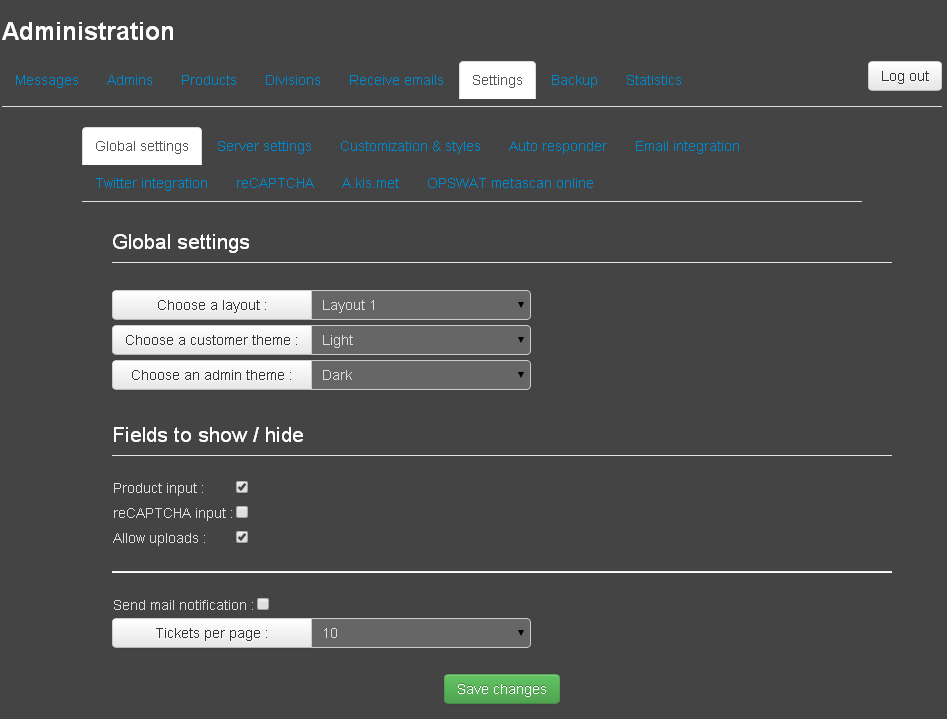 Administration
Messages Admins Products Divisions Receive emails Settings Backup Statistics Log out
Global settings Server settings Customization & styles Auto responder Email integration
Twitter integration reCAPTCHA A.kis.met OPSWAT metascan online
Global settings
Choose a layout : Layout 1
Choose a customer theme : Light
Choose an admin theme : Dark
Fields to show / hide
Product input :
reCAPTCHA input :
Allow uploads :
Send mail notification :
Tickets per page : 10
Save changes